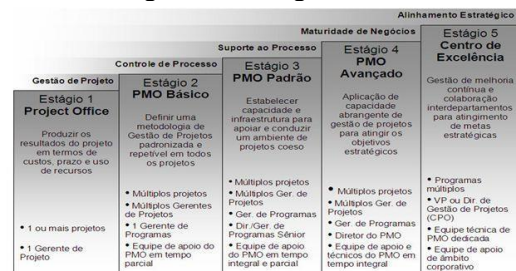 Alinhamento Estratégico
Maturidade de Negócios
Suporte ao Processo
Controle de Processo
Gestão de Projeto
Estágio 1
Project Office
Produzir os
resultados do projeto
em termos de
custos, prazo e uso
de recursos
• 1 ou mais projetos
• 1 Gerente de
Projeto
Estágio 2
PMO Básico
Definir uma
metodologia de
Gestão de Projetos
padronizada e
repetível em todos
os projetos
• Múltiplos projetos
• Múltiplos Gerentes
de Projetos
• 1 Gerente de
Programas
• Equipe de apoio do
PMO em tempo
parcial
Estágio 3
PMO Padrão
Estabelecer
capacidade e
infraestrutura para
apoiar e conduzir
um ambiente de
projetos coeso
• Múltiplos projetos
• Múltiplos Ger. de
Projetos
• Ger. de Programas
• Dir./Ger. de
Programas Sênior
• Equipe de apoio
do PMO em tempo
integral e parcial
Estágio 4
PMO
Avançado
Aplicação de
capacidade
abrangente de
gestão de projetos
para atingir os
objetivos
estratégicos
• Múltiplos projetos
• Múltiplos Ger. de
Projetos
• Ger. de Programas
• Diretor do PMO
• Equipe de apoio e
técnicos do PMO em
tempo integral
Estágio 5
Centro de
Excelência
Gestão de melhoria
contínua e
colaboração
interdepartamentos
para atingimento
de metas
estratégicas
• Programas
múltiplos
• VP ou Dir. de
Gestão de Projetos
(CPO)
• Equipe técnica de
PMO dedicada
• Equipe de apoio
de âmbito
corporativo